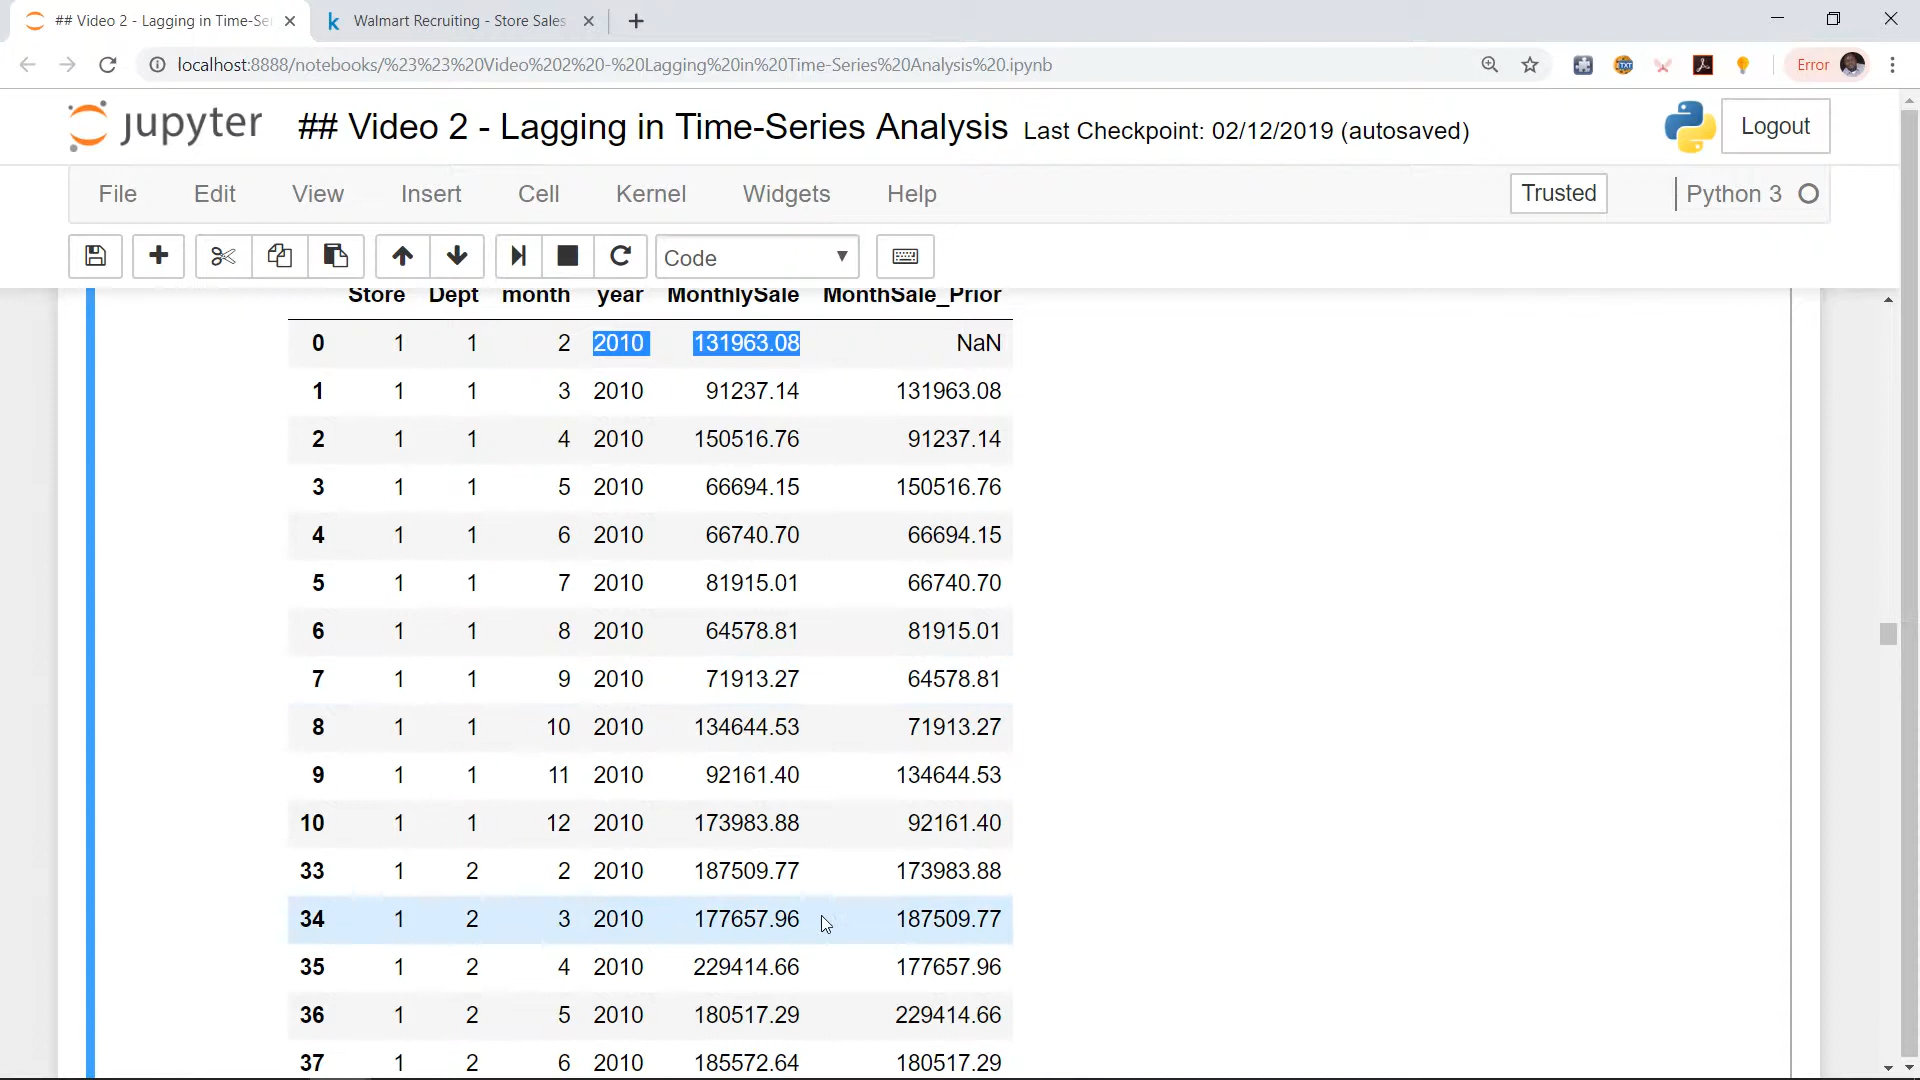 ## Video 2 - Lagging in Time-Se
Walmart Recruiting - Store Sales
localhost:8888/notebooks/%23%23%20Video%202%20-%20Lagging%20in%20Time-Series%20Analysis%20.ipynb
Error
jupyter ## Video 2 - Lagging in Time-Series Analysis Last Checkpoint: 02/12/2019 (autosaved)
Logout
File Edit View Insert Cell Kernel Widgets Help Trusted Python 3
Code
Store Dept month year MonthlySale MonthSale_Prior
0 1 1 2 2010 131963.08 NaN
1 1 1 3 2010 91237.14 131963.08
2 1 1 4 2010 150516.76 91237.14
3 1 1 5 2010 66694.15 150516.76
4 1 1 6 2010 66740.70 66694.15
5 1 1 7 2010 81915.01 66740.70
6 1 1 8 2010 64578.81 81915.01
7 1 1 9 2010 71913.27 64578.81
8 1 1 10 2010 134644.53 71913.27
9 1 1 11 2010 92161.40 134644.53
10 1 1 12 2010 173983.88 92161.40
33 1 2 2 2010 187509.77 173983.88
34 1 2 3 2010 177657.96 187509.77
35 1 2 4 2010 229414.66 177657.96
36 1 2 5 2010 180517.29 229414.66
37 1 2 6 2010 185572.64 180517.29